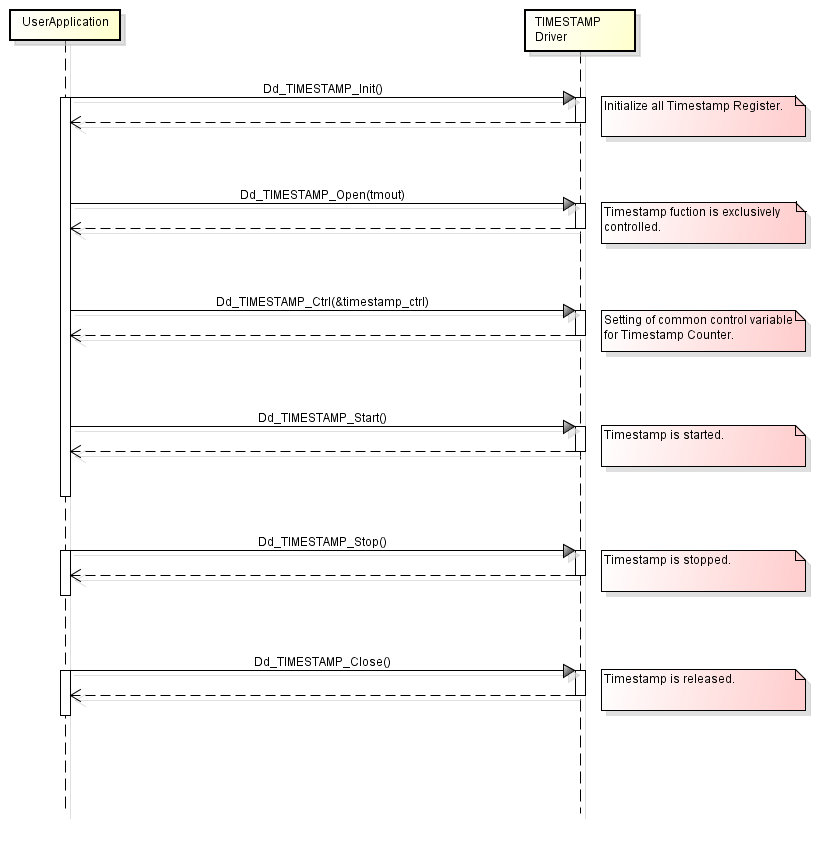 UserApplication
TIMESTAMP
Driver
Dd_TIMESTAMP_Init()
Initialize all Timestamp Register.
Dd_TIMESTAMP_Open(tmout)
Timestamp fuction is exclusively
controlled.
Dd_TIMESTAMP_Ctrl(&timestamp_ctrl)
Setting of common control variable
for Timestamp Counter.
Dd_TIMESTAMP_Start()
Timestamp is started.
Dd_TIMESTAMP_Stop()
Timestamp is stopped.
Dd_TIMESTAMP_Close()
Timestamp is released.